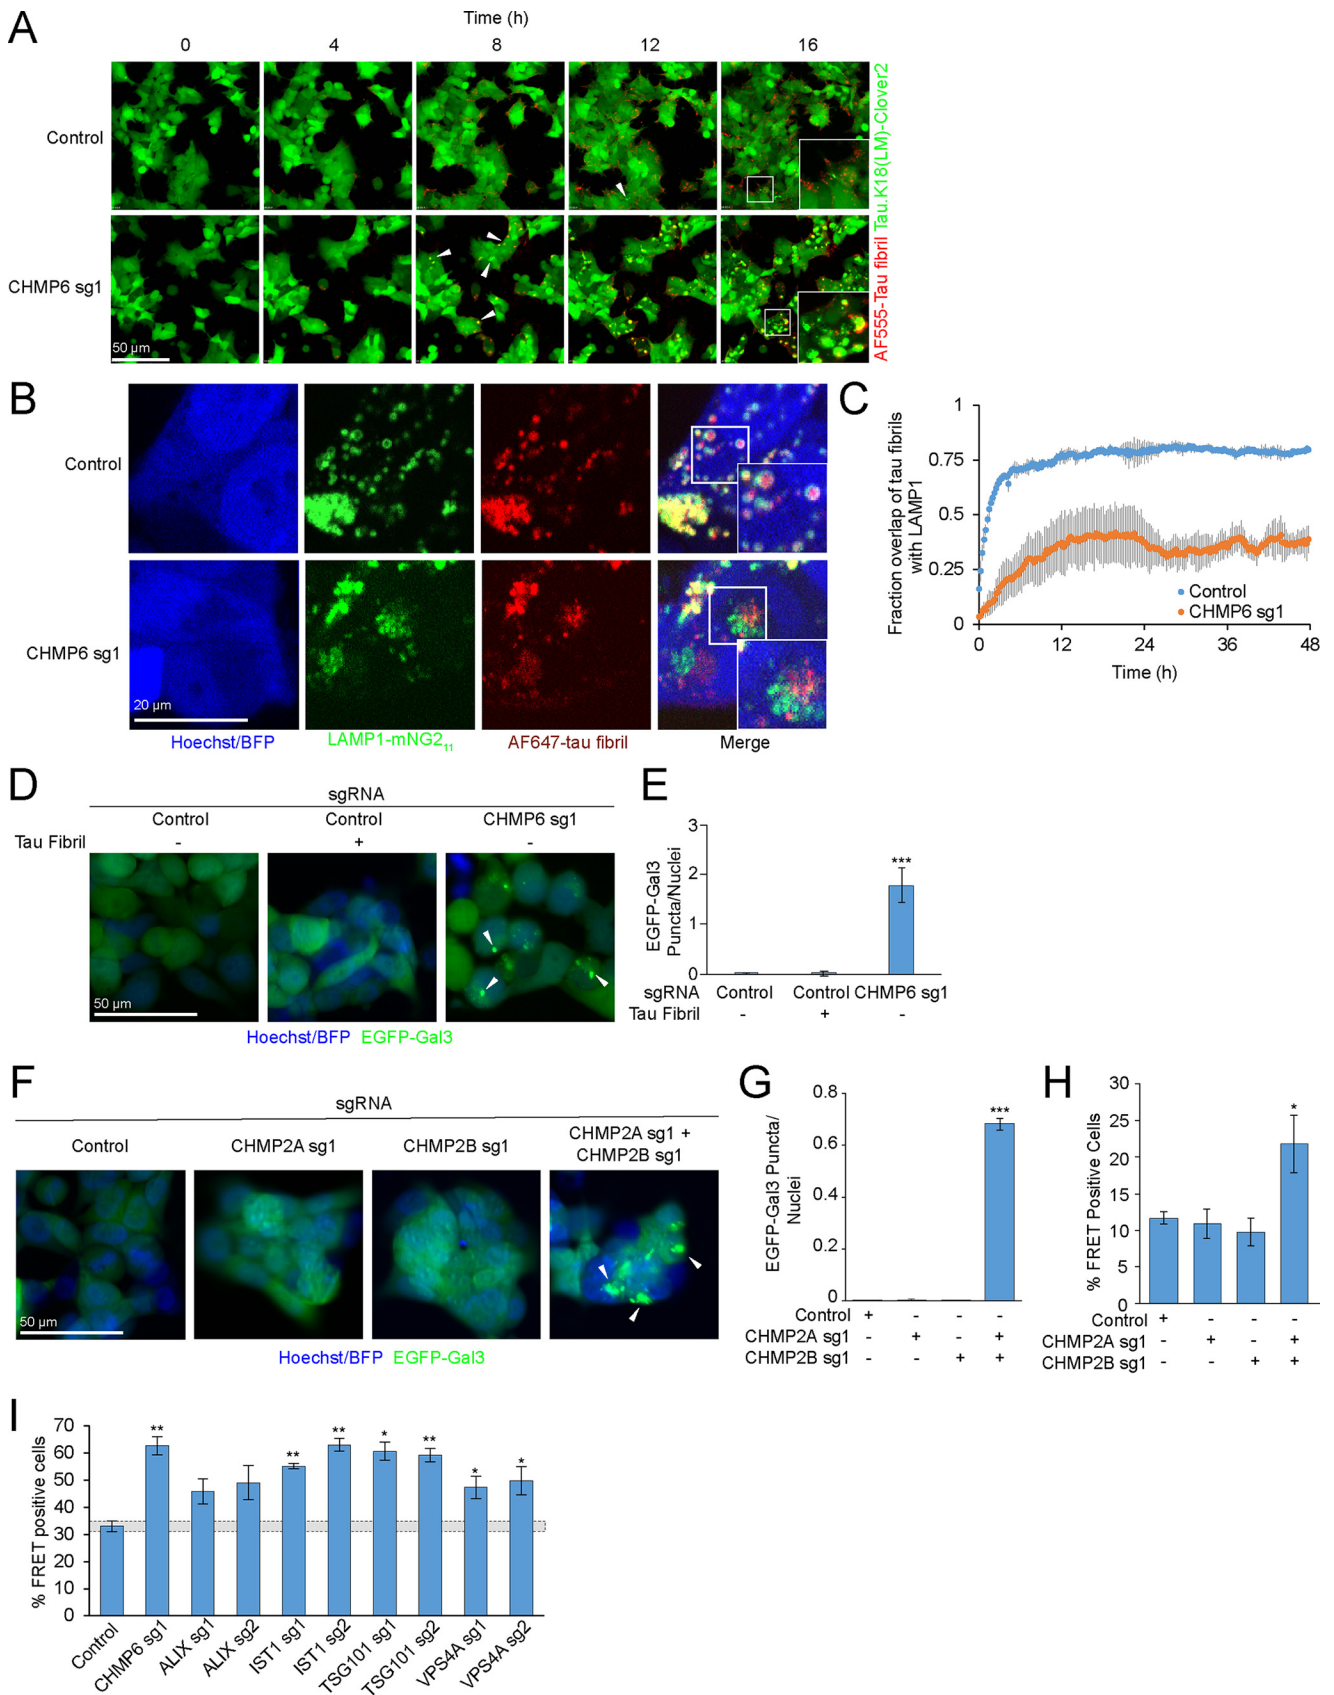 A
Time (h)
0 4 8 12 16
Control
CHMP6 sg1
50 µm
AF555-Tau fibril Tau.K18(LM)-Clover2
B
Control
CHMP6 sg1
20 µm
Hoechst/BFP LAMP1-mNG2₁₁ AF647-tau fibril Merge
C
Fraction overlap of tau fibrils
with LAMP1
1
0.75
0.5
0.25
0
Control
CHMP6 sg1
0 12 24 36 48
Time (h)
D
sgRNA
Control Control CHMP6 sg1
Tau Fibril - + -
50 µm
Hoechst/BFP EGFP-Gal3
E
EGFP-Gal3
Puncta/Nuclei
3
2
1
0
***
sgRNA Control Control CHMP6 sg1
Tau Fibril - + -
F
sgRNA
Control CHMP2A sg1 CHMP2B sg1 CHMP2A sg1 +
CHMP2B sg1
50 µm
Hoechst/BFP EGFP-Gal3
G
EGFP-Gal3 Puncta/
Nuclei
0.8
0.6
0.4
0.2
0
***
Control + - - -
CHMP2A sg1 - + - +
CHMP2B sg1 - - + +
H
% FRET Positive Cells
30
25
20
15
10
5
0
*
Control + - - -
CHMP2A sg1 - + - +
CHMP2B sg1 - - + +
I
% FRET positive cells
70
60
50
40
30
20
10
0
** ** ** * ** * *
Control
CHMP6 sg1
ALIX sg1
ALIX sg2
IST1 sg1
IST1 sg2
TSG101 sg1
TSG101 sg2
VPS4A sg1
VPS4A sg2